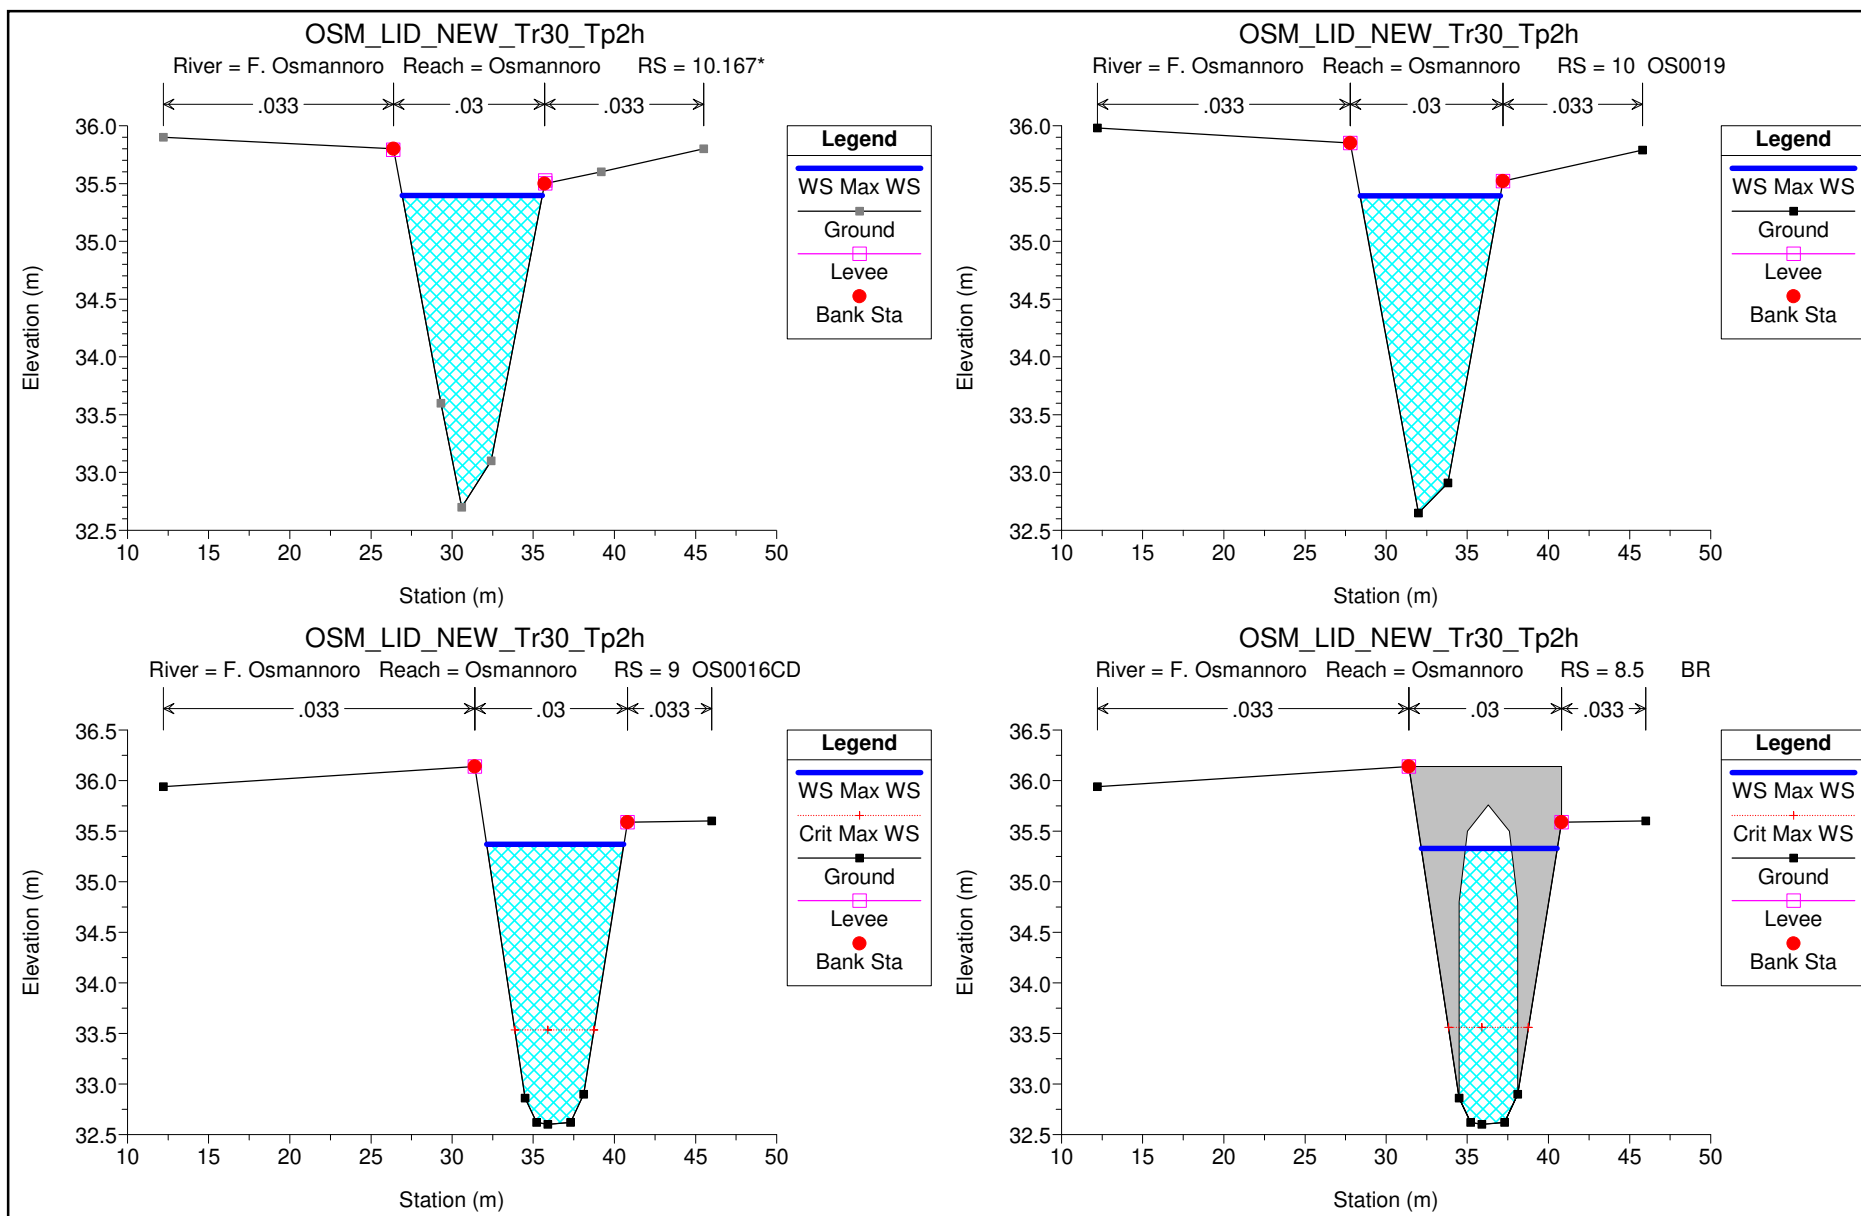 OSM_LID_NEW_Tr30_Tp2h
River = F. Osmannoro Reach = Osmannoro RS = 10.167*
.033 .03 .033
36.0
35.5
35.0
34.5
34.0
33.5
33.0
32.5
Elevation (m)
10 15 20 25 30 35 40 45 50
Station (m)
Legend
WS Max WS
Ground
Levee
Bank Sta
OSM_LID_NEW_Tr30_Tp2h
River = F. Osmannoro Reach = Osmannoro RS = 10 OS0019
.033 .03 .033
36.0
35.5
35.0
34.5
34.0
33.5
33.0
32.5
Elevation (m)
10 15 20 25 30 35 40 45 50
Station (m)
Legend
WS Max WS
Ground
Levee
Bank Sta
OSM_LID_NEW_Tr30_Tp2h
River = F. Osmannoro Reach = Osmannoro RS = 9 OS0016CD
.033 .03 .033
36.5
36.0
35.5
35.0
34.5
34.0
33.5
33.0
32.5
Elevation (m)
10 15 20 25 30 35 40 45 50
Station (m)
Legend
WS Max WS
Crit Max WS
Ground
Levee
Bank Sta
OSM_LID_NEW_Tr30_Tp2h
River = F. Osmannoro Reach = Osmannoro RS = 8.5 BR
.033 .03 .033
36.5
36.0
35.5
35.0
34.5
34.0
33.5
33.0
32.5
Elevation (m)
10 15 20 25 30 35 40 45 50
Station (m)
Legend
WS Max WS
Crit Max WS
Ground
Levee
Bank Sta